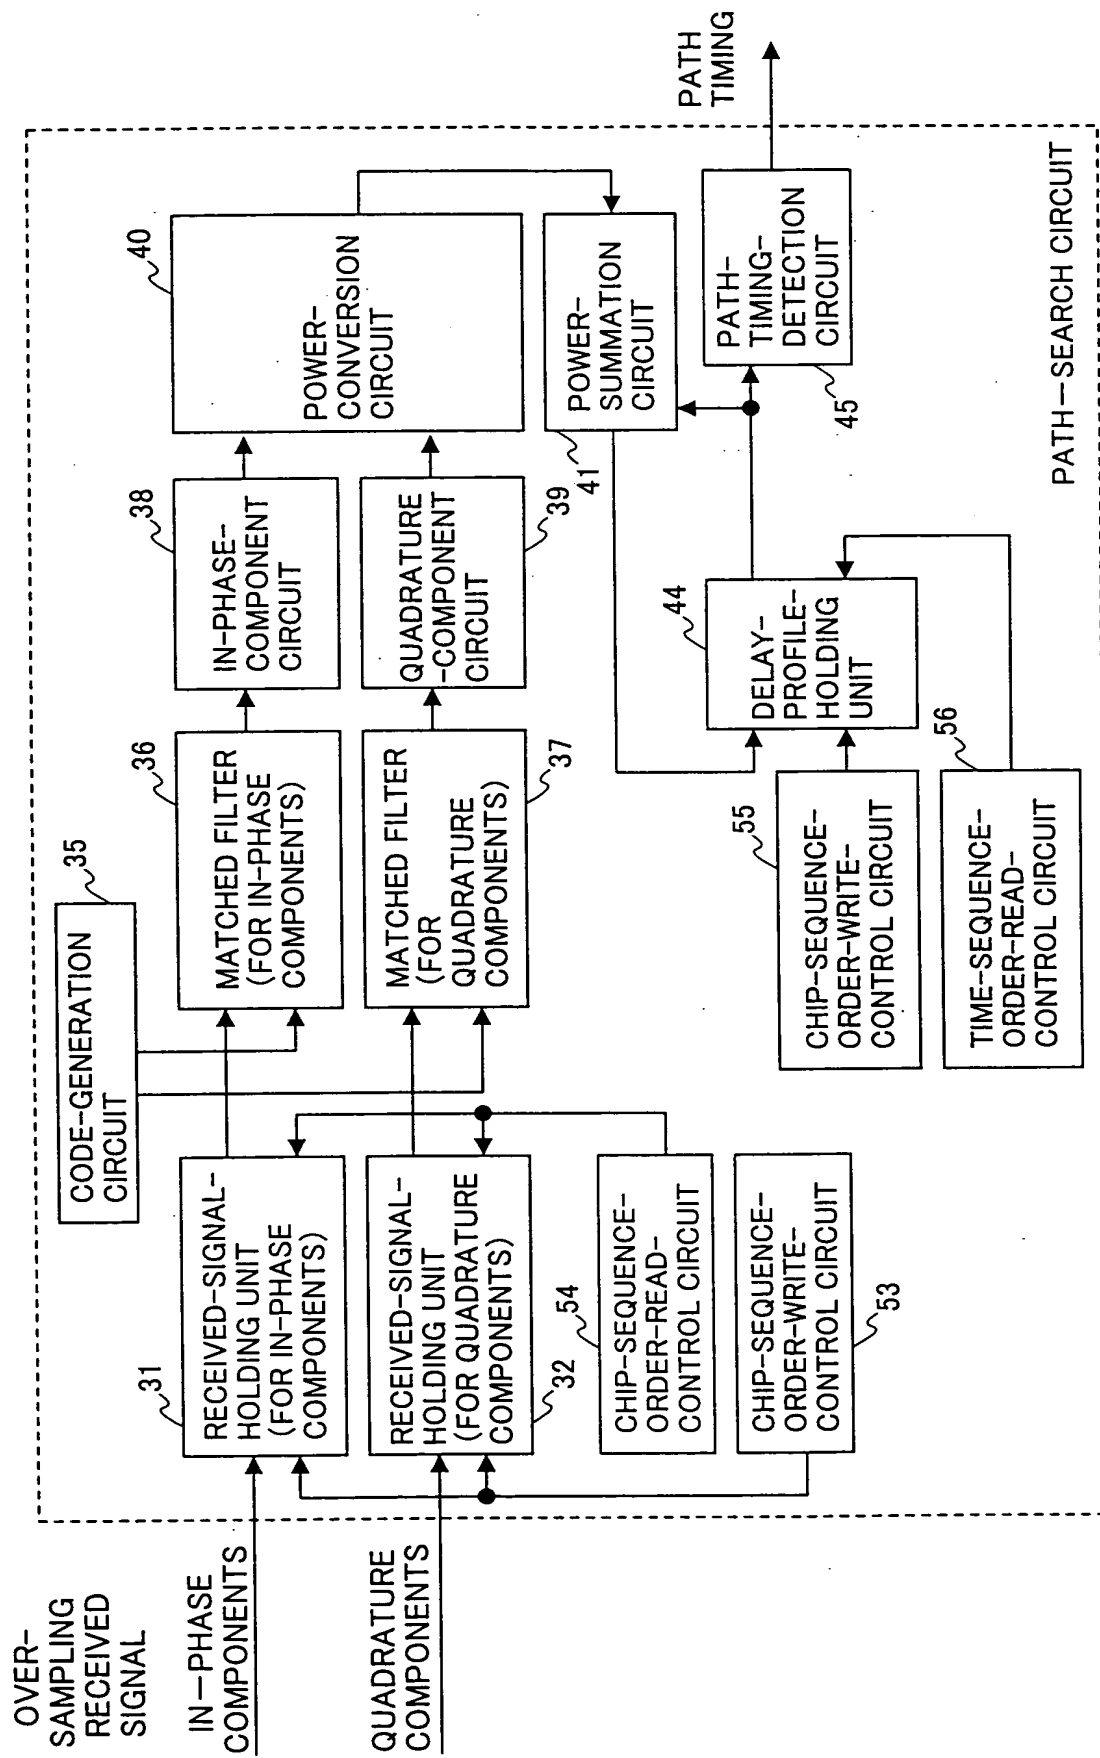 OVER-
SAMPLING
RECEIVED
SIGNAL
IN-PHASE
COMPONENTS
QUADRATURE
COMPONENTS
31
RECEIVED-SIGNAL-
HOLDING UNIT
(FOR IN-PHASE
COMPONENTS)
RECEIVED-SIGNAL-
HOLDING UNIT
(FOR QUADRATURE
COMPONENTS)
32
54
CHIP-SEQUENCE-
ORDER-READ-
CONTROL CIRCUIT
CHIP-SEQUENCE-
ORDER-WRITE-
CONTROL CIRCUIT
53
CODE-GENERATION
CIRCUIT
35
36
MATCHED FILTER
(FOR IN-PHASE
COMPONENTS)
MATCHED FILTER
(FOR
QUADRATURE
COMPONENTS)
37
38
IN-PHASE-
COMPONENT
CIRCUIT
QUADRATURE
-COMPONENT
CIRCUIT
39
40
POWER-
CONVERSION
CIRCUIT
POWER-
SUMMATION
CIRCUIT
41
44
DELAY-
PROFILE-
HOLDING
UNIT
55
CHIP-SEQUENCE-
ORDER-WRITE-
CONTROL CIRCUIT
56
TIME-SEQUENCE-
ORDER-READ-
CONTROL CIRCUIT
PATH-
TIMING-
DETECTION
CIRCUIT
45
PATH
TIMING
PATH-SEARCH CIRCUIT